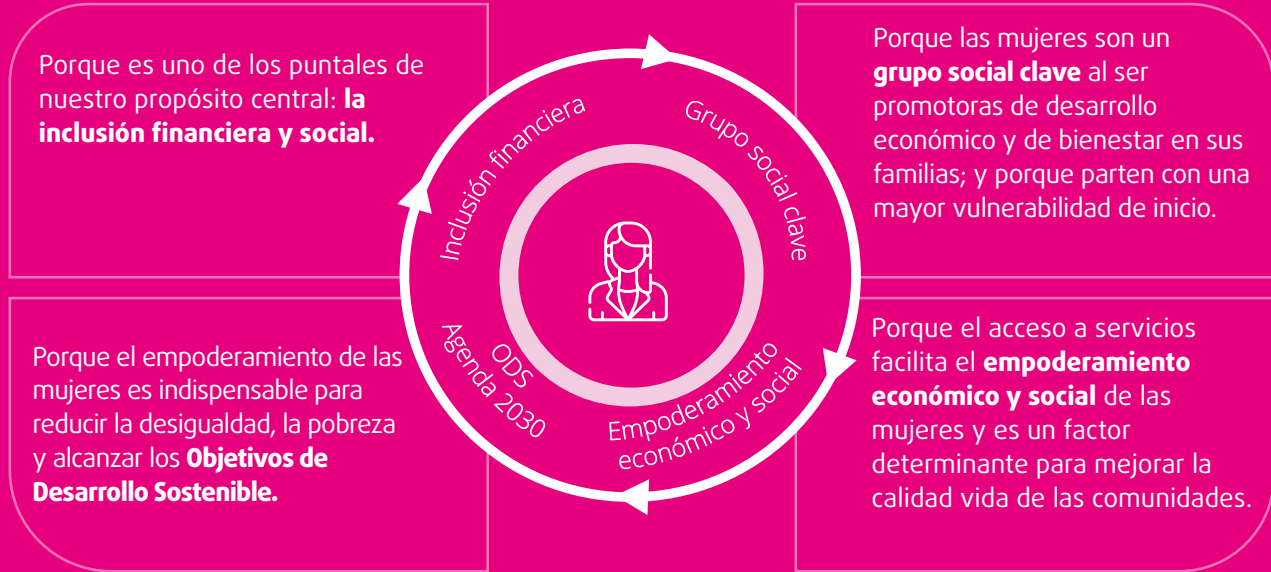 Porque es uno de los puntales de
nuestro propósito central: la
inclusión financiera y social.
Porque las mujeres son un
grupo social clave al ser
promotoras de desarrollo
económico y de bienestar en sus
familias; y porque parten con una
mayor vulnerabilidad de inicio.
Inclusión financiera
Grupo social clave
ODS
Agenda 2030
Empoderamiento
económico y social
Porque el empoderamiento de las
mujeres es indispensable para
reducir la desigualdad, la pobreza
y alcanzar los Objetivos de
Desarrollo Sostenible.
Porque el acceso a servicios
facilita el empoderamiento
económico y social de las
mujeres y es un factor
determinante para mejorar la
calidad vida de las comunidades.